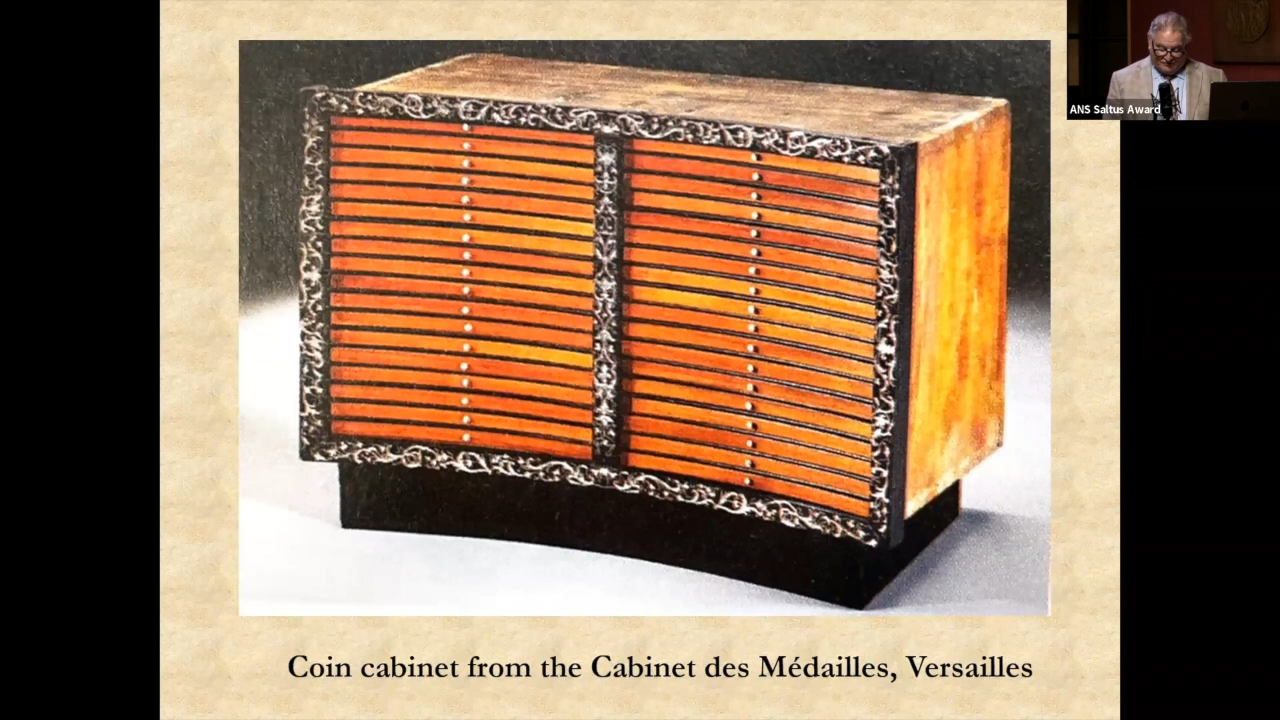 ANS Saltus Award
Coin cabinet from the Cabinet des Médailles, Versailles